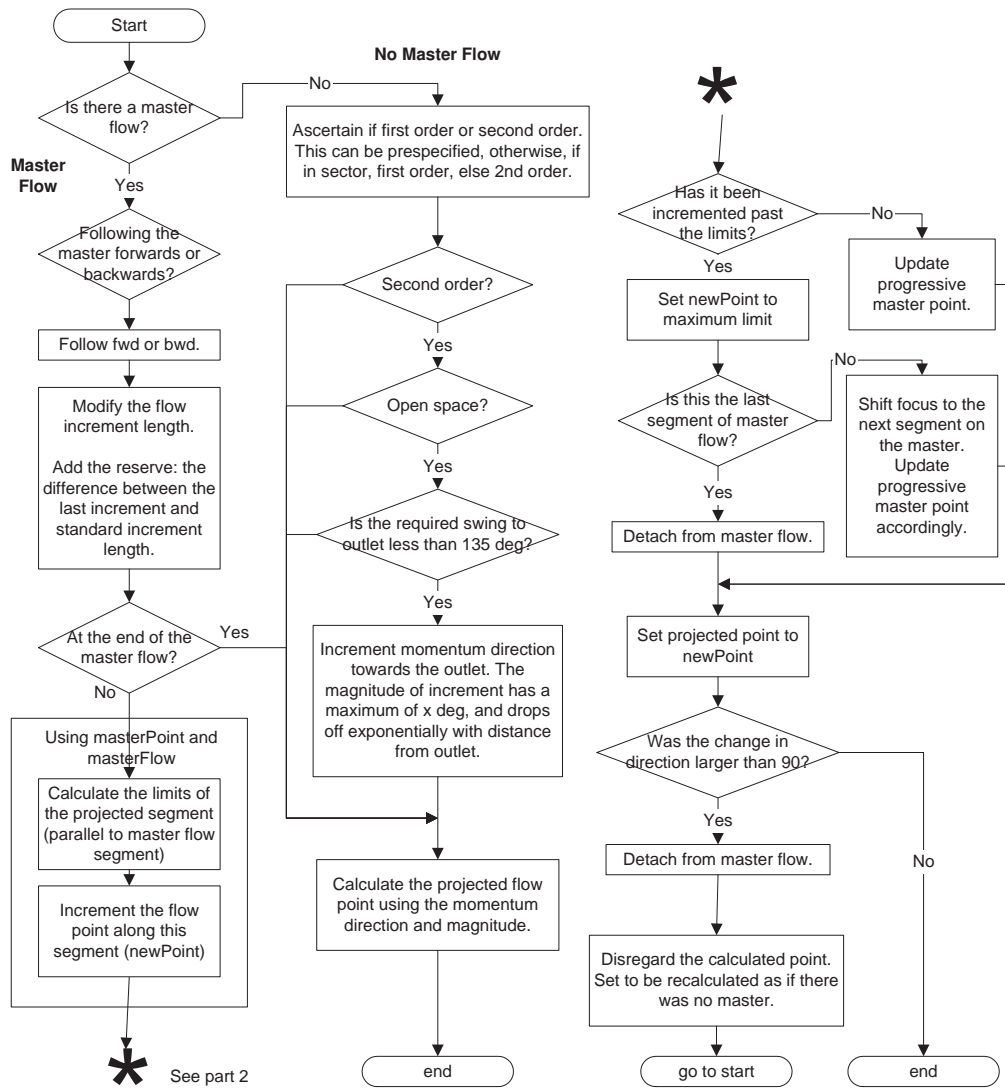 Start
No Master Flow
No
Is there a master
flow?
Master
Flow
Yes
Following the
master forwards or
backwards?
Follow fwd or bwd.
Modify the flow
increment length.
Add the reserve: the
difference between the
last increment and
standard increment
length.
At the end of the
master flow?
Yes
No
Using masterPoint and
masterFlow
Calculate the limits of
the projected segment
(parallel to master flow
segment)
Increment the flow
point along this
segment (newPoint)
*
See part 2
Ascertain if first order or second order.
This can be prespecified, otherwise, if
in sector, first order, else 2nd order.
Second order?
Yes
Open space?
Yes
Is the required swing to
outlet less than 135 deg?
Yes
Increment momentum direction
towards the outlet. The
magnitude of increment has a
maximum of x deg, and drops
off exponentially with distance
from outlet.
Calculate the projected flow
point using the momentum
direction and magnitude.
end
*
Has it been
incremented past
the limits?
No
Yes
Update
progressive
master point.
Set newPoint to
maximum limit
No
Is this the last
segment of master
flow?
Shift focus to the
next segment on
the master.
Update
progressive
master point
accordingly.
Yes
Detach from master flow.
Set projected point to
newPoint
Was the change in
direction larger than 90?
Yes
No
Detach from master flow.
Disregard the calculated point.
Set to be recalculated as if there
was no master.
go to start
end